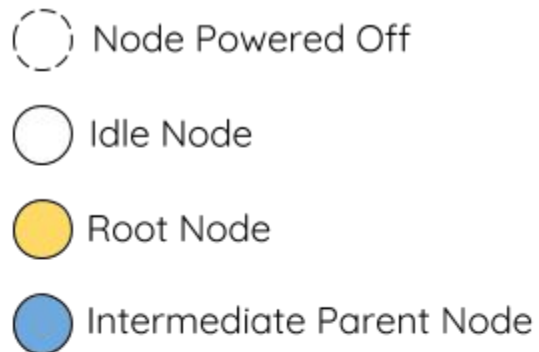 Node Powered Off
Idle Node
Root Node
Intermediate Parent Node